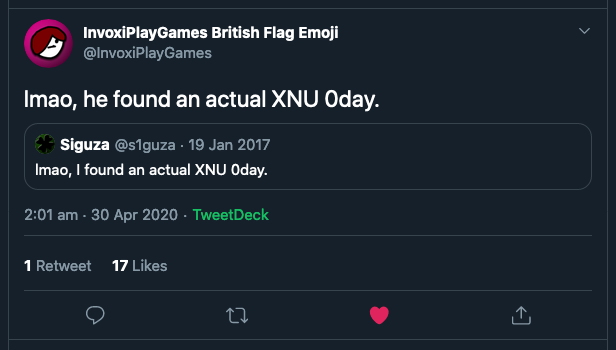 InvoxiPlayGames British Flag Emoji
@InvoxiPlayGames
lmao, he found an actual XNU 0day.
Siguza @s1guza · 19 Jan 2017
lmao, I found an actual XNU 0day.
2:01 am · 30 Apr 2020 · TweetDeck
1 Retweet 17 Likes